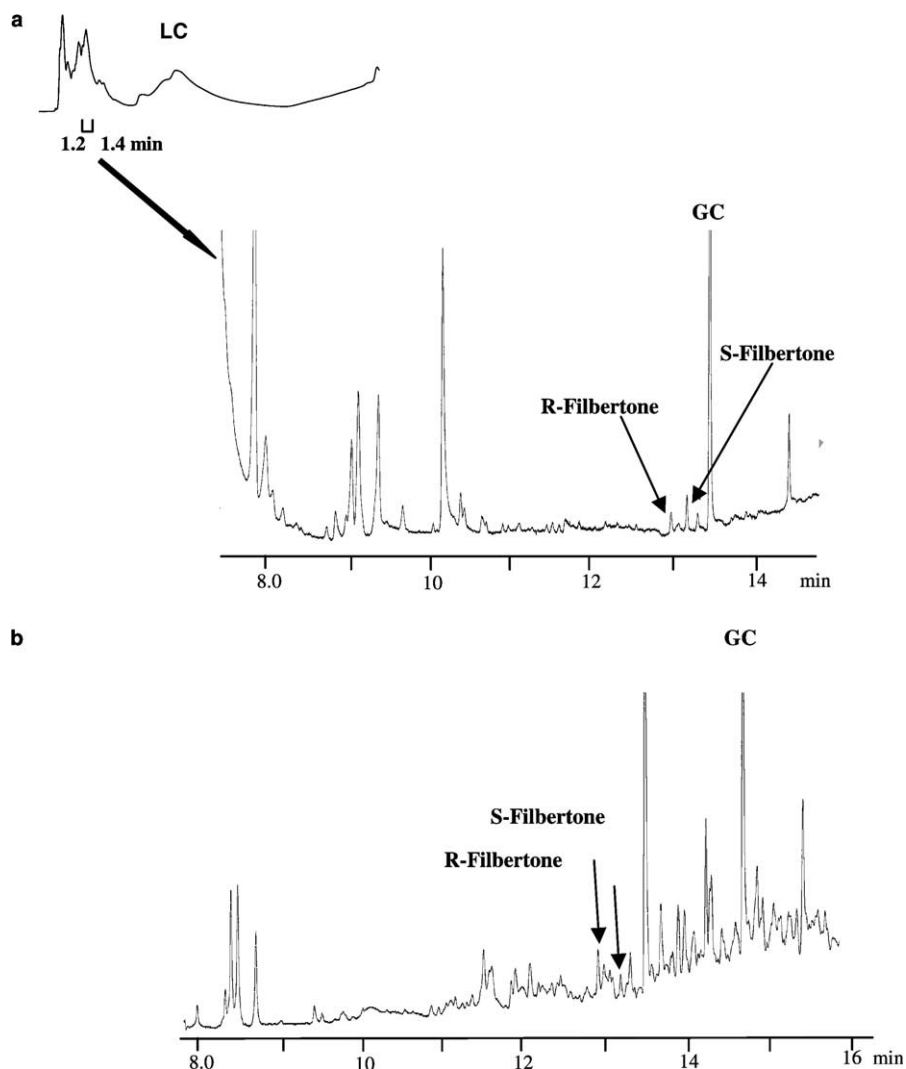 a
LC
1.2 1.4 min
GC
S-Filbertone
R-Filbertone
8.0 10 12 14 min
b
GC
S-Filbertone
R-Filbertone
8.0 10 12 14 16 min